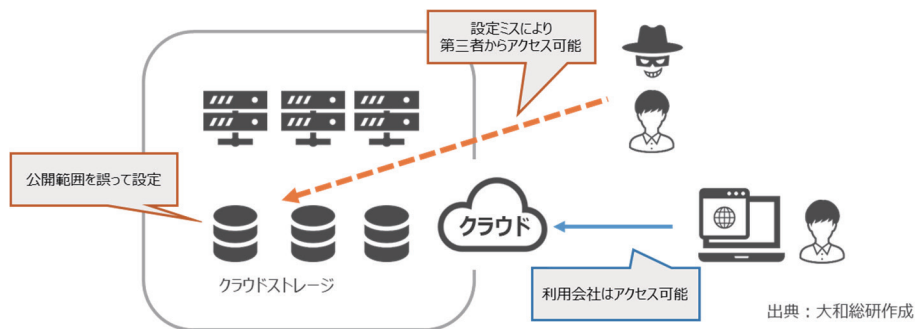 設定ミスにより
第三者からアクセス可能
公開範囲を誤って設定
クラウド
クラウドストレージ
利用会社はアクセス可能
出典：大和総研作成